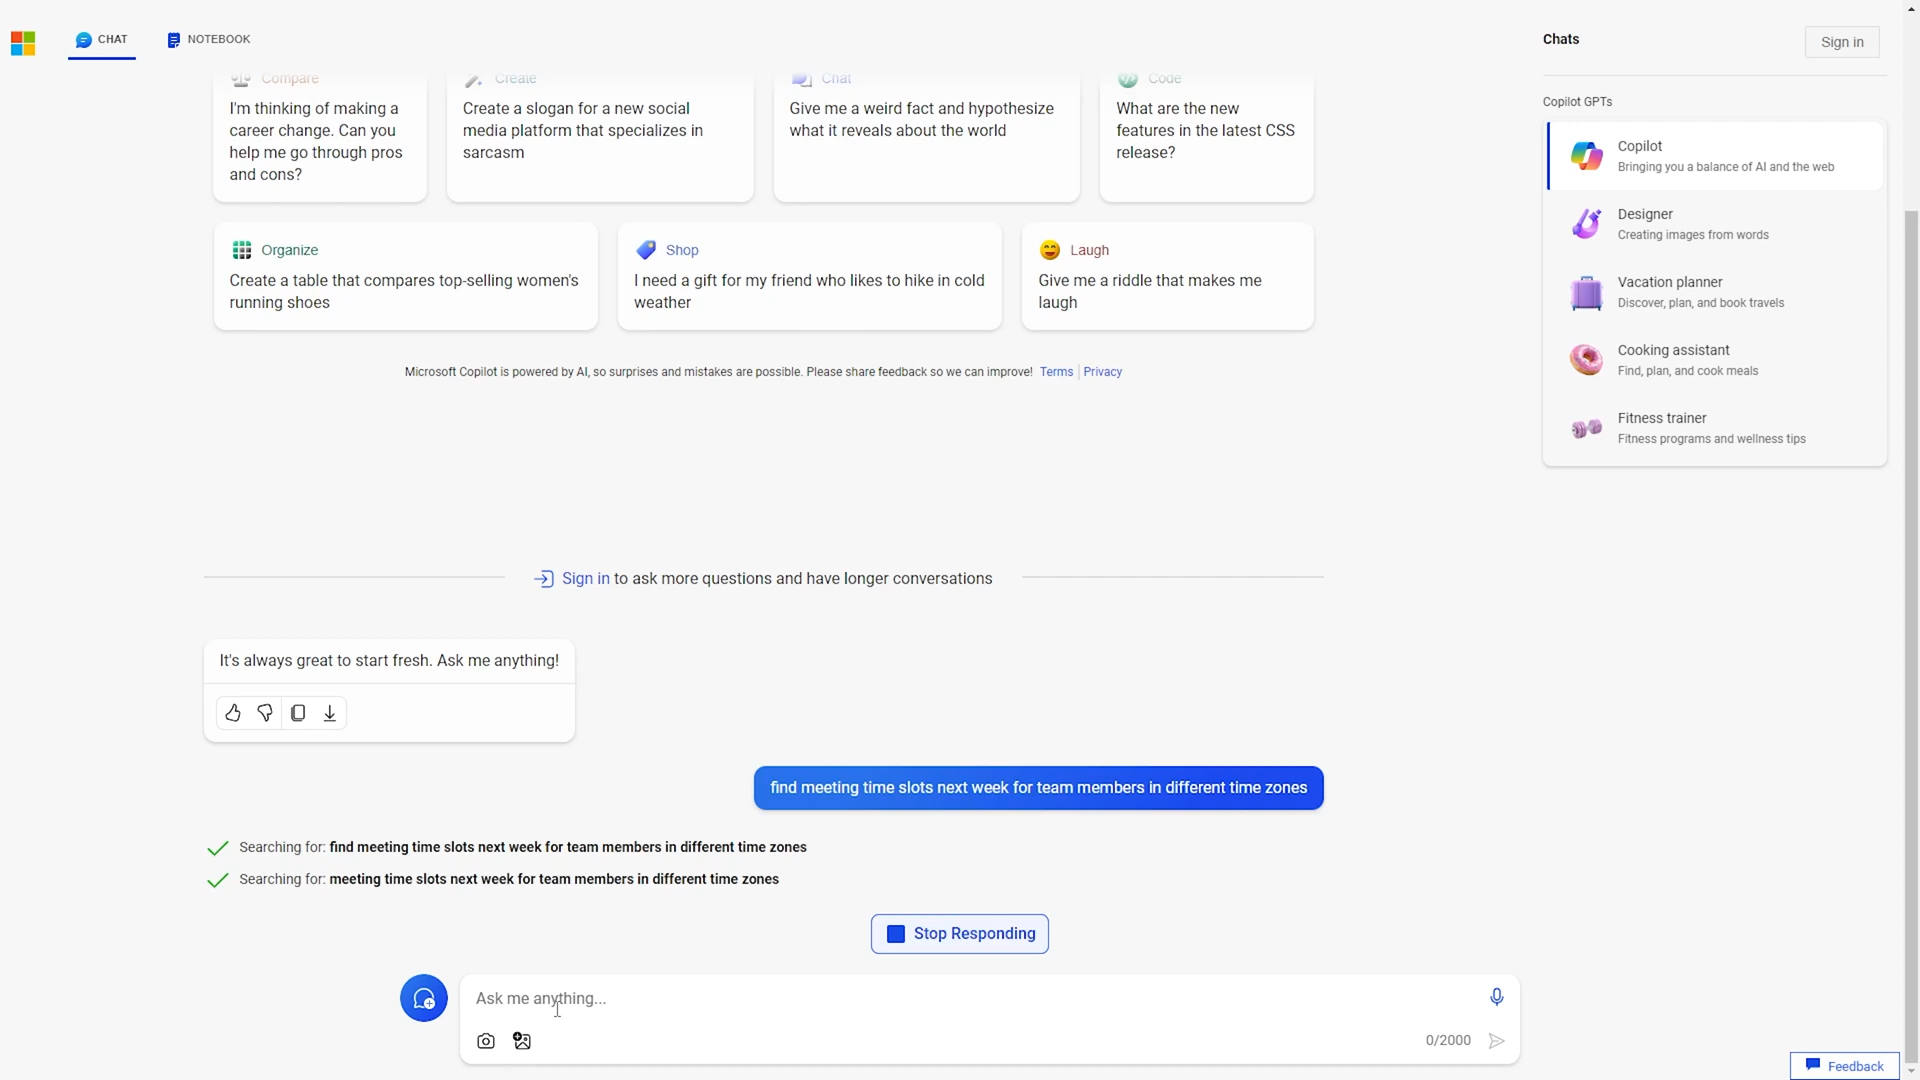 CHAT
NOTEBOOK
Chats
Sign in
Compare
I'm thinking of making a
career change. Can you
help me go through pros
and cons?
Create
Create a slogan for a new social
media platform that specializes in
sarcasm
Chat
Give me a weird fact and hypothesize
what it reveals about the world
Code
What are the new
features in the latest CSS
release?
Organize
Create a table that compares top-selling women's
running shoes
Shop
I need a gift for my friend who likes to hike in cold
weather
Laugh
Give me a riddle that makes me
laugh
Microsoft Copilot is powered by AI, so surprises and mistakes are possible. Please share feedback so we can improve! Terms Privacy
Copilot GPTs
Copilot
Bringing you a balance of AI and the web
Designer
Creating images from words
Vacation planner
Discover, plan, and book travels
Cooking assistant
Find, plan, and cook meals
Fitness trainer
Fitness programs and wellness tips
Sign in to ask more questions and have longer conversations
It's always great to start fresh. Ask me anything!
find meeting time slots next week for team members in different time zones
Searching for: find meeting time slots next week for team members in different time zones
Searching for: meeting time slots next week for team members in different time zones
Stop Responding
Ask me anything...
0/2000
Feedback